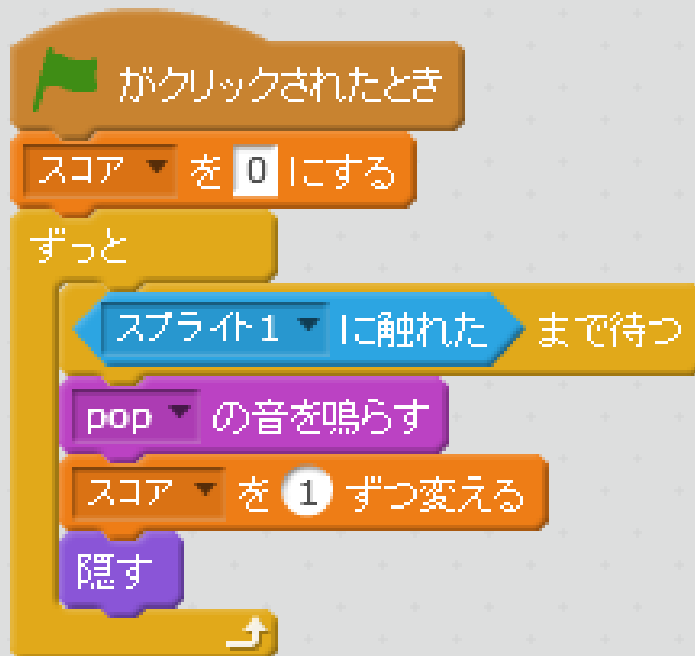 がクリックされたとき
スコア を 0 にする
ずっと
スプライト1 に触れた まで待つ
pop の音を鳴らす
スコア を 1 ずつ変える
隠す